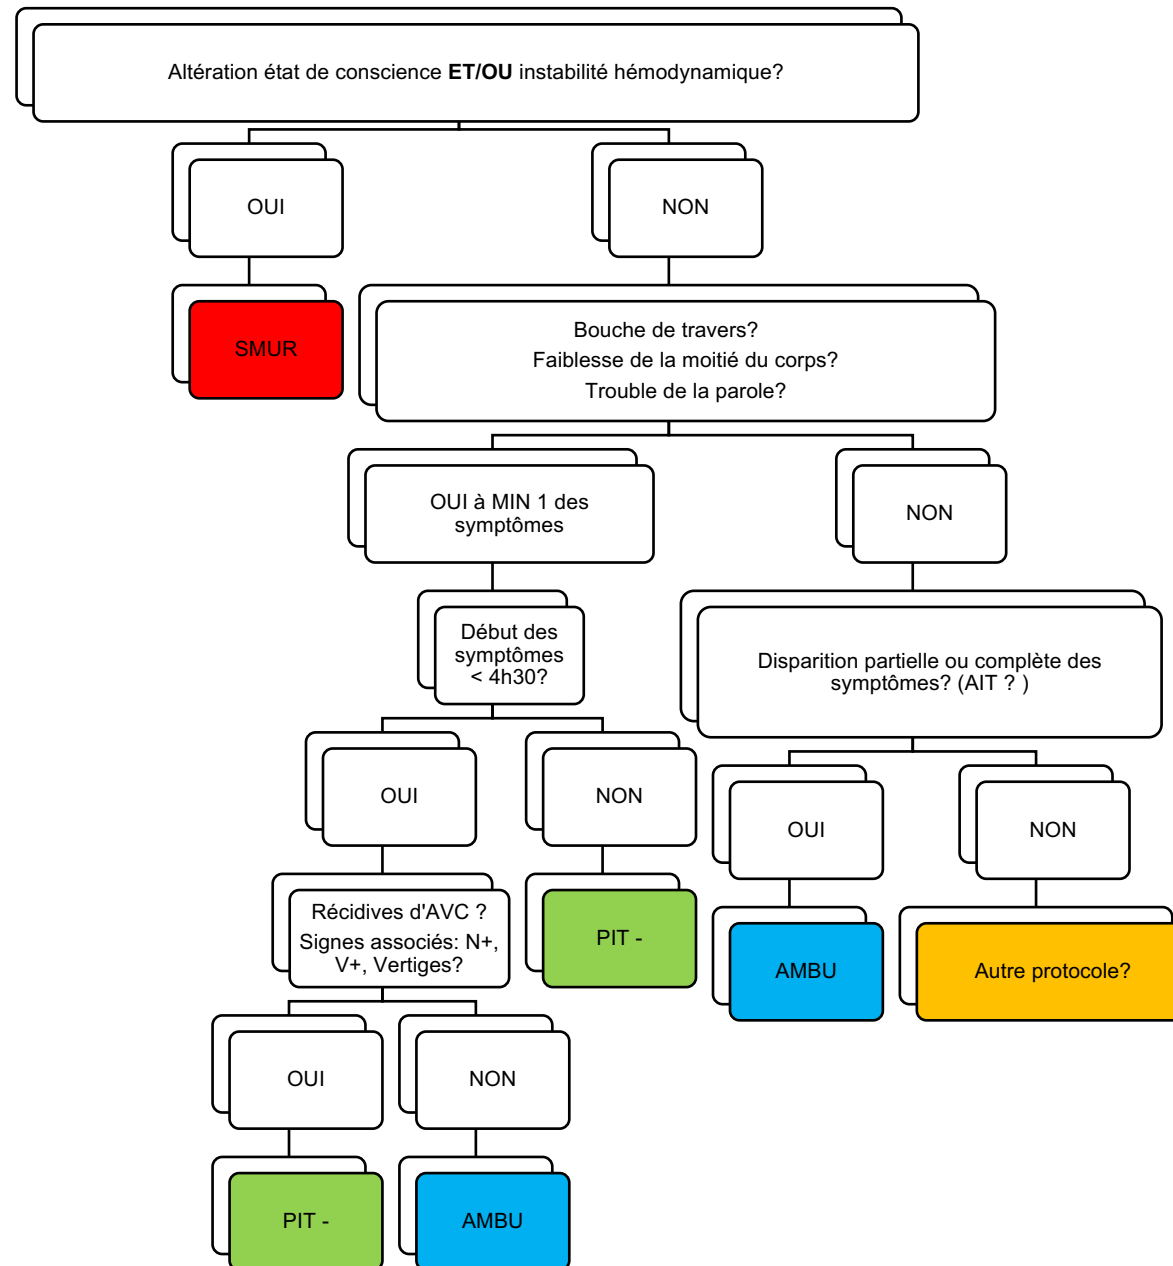 Altération état de conscience ET/OU instabilité hémodynamique?
OUI
NON
SMUR
Bouche de travers?
Faiblesse de la moitié du corps?
Trouble de la parole?
OUI à MIN 1 des
symptômes
NON
Début des
symptômes
< 4h30?
Disparition partielle ou complète des
symptômes? (AIT ? )
OUI
NON
OUI
NON
Récidives d'AVC ?
Signes associés: N+,
V+, Vertiges?
PIT -
AMBU
Autre protocole?
OUI
NON
PIT -
AMBU